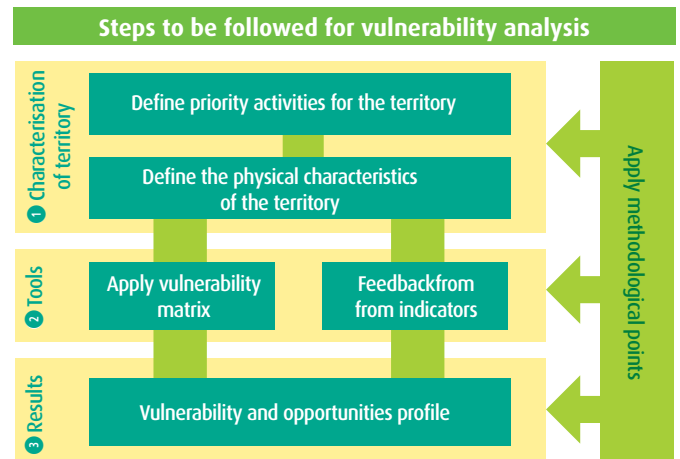 Steps to be followed for vulnerability analysis
1 Characterisation
of territory
Define priority activities for the territory
Define the physical characteristics
of the territory
2 Tools
Apply vulnerability
matrix
Feedbackfrom
from indicators
3 Results
Vulnerability and opportunities profile
Apply methodological points